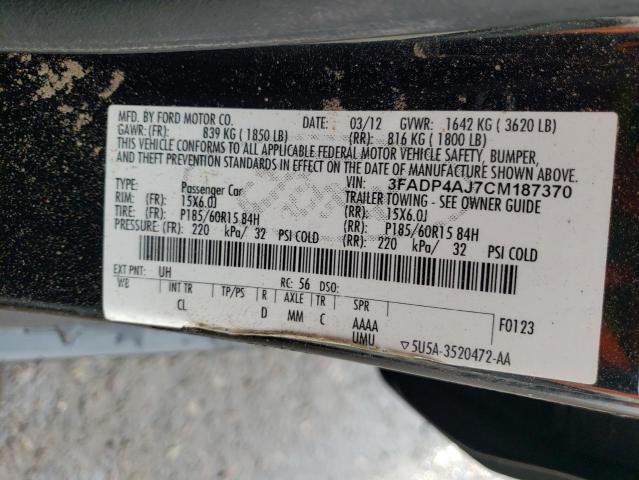 MFD. BY FORD MOTOR CO. DATE: 03/12 GVWR: 1642 KG ( 3620 LB)
GAWR: (FR): 839 KG ( 1850 LB) (RR): 816 KG ( 1800 LB)
THIS VEHICLE CONFORMS TO ALL APPLICABLE FEDERAL MOTOR VEHICLE SAFETY, BUMPER,
AND THEFT PREVENTION STANDARDS IN EFFECT ON THE DATE OF MANUFACTURE SHOWN ABOVE.
VIN: 3FADP4AJ7CM187370
TYPE: Passenger Car TRAILER TOWING - SEE OWNER GUIDE
RIM: (FR): 15X6.0J (RR): 15X6.0J
TIRE: (FR): P185/60R15 84H (RR): P185/60R15 84H
PRESSURE: (FR): 220 kPa/ 32 PSI COLD (RR): 220 kPa/ 32 PSI COLD
EXT PNT: UH RC: 56 DSO:
WB INT TR TP/PS R AXLE TR SPR
CL D MM C AAAA F0123
UMU ▽5U5A-3520472-AA